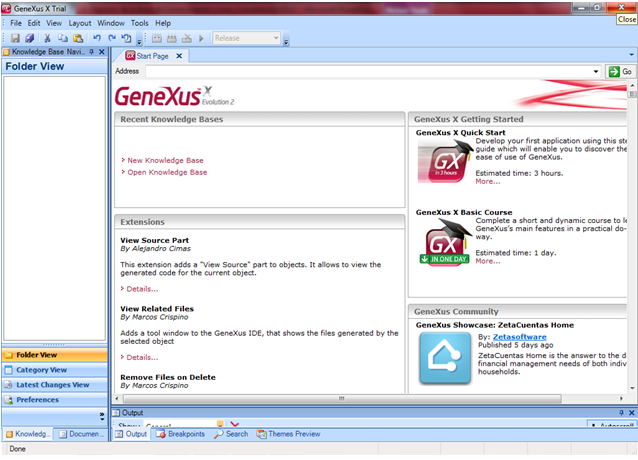 GeneXus X Trial
Close
File Edit View Layout Window Tools Help
Release
Knowledge Base Navi...
Start Page
Folder View
Address
Go
GeneXus X Evolution 2
Recent Knowledge Bases
New Knowledge Base
Open Knowledge Base
Extensions
View Source Part
By Alejandro Cimas
This extension adds a "View Source" part to objects. It allows to view the
generated code for the current object.
Details...
View Related Files
By Marcos Crispino
Adds a tool window to the GeneXus IDE, that shows the files generated by the
selected object
Details...
Remove Files on Delete
By Marcos Crispino
GeneXus X Getting Started
GeneXus X Quick Start
GX
in 3 hours
Develop your first application using this ste
guide which will enable you to discover the
ease of use of GeneXus.
Estimated time: 3 hours.
More...
GeneXus X Basic Course
GX
IN ONE DAY
Complete a short and dynamic course to le
GeneXus's main features in a practical do-
way.
Estimated time: 1 day.
More...
GeneXus Community
GeneXus Showcase: ZetaCuentas Home
By: Zetasoftware
Published 5 days ago
ZetaCuentas Home is the answer to the d
financial management needs of both indiv
households.
Folder View
Category View
Latest Changes View
Preferences
Knowledg...
Documen...
Output
Show: General
Autoscroll
Output Breakpoints Search Themes Preview
Done